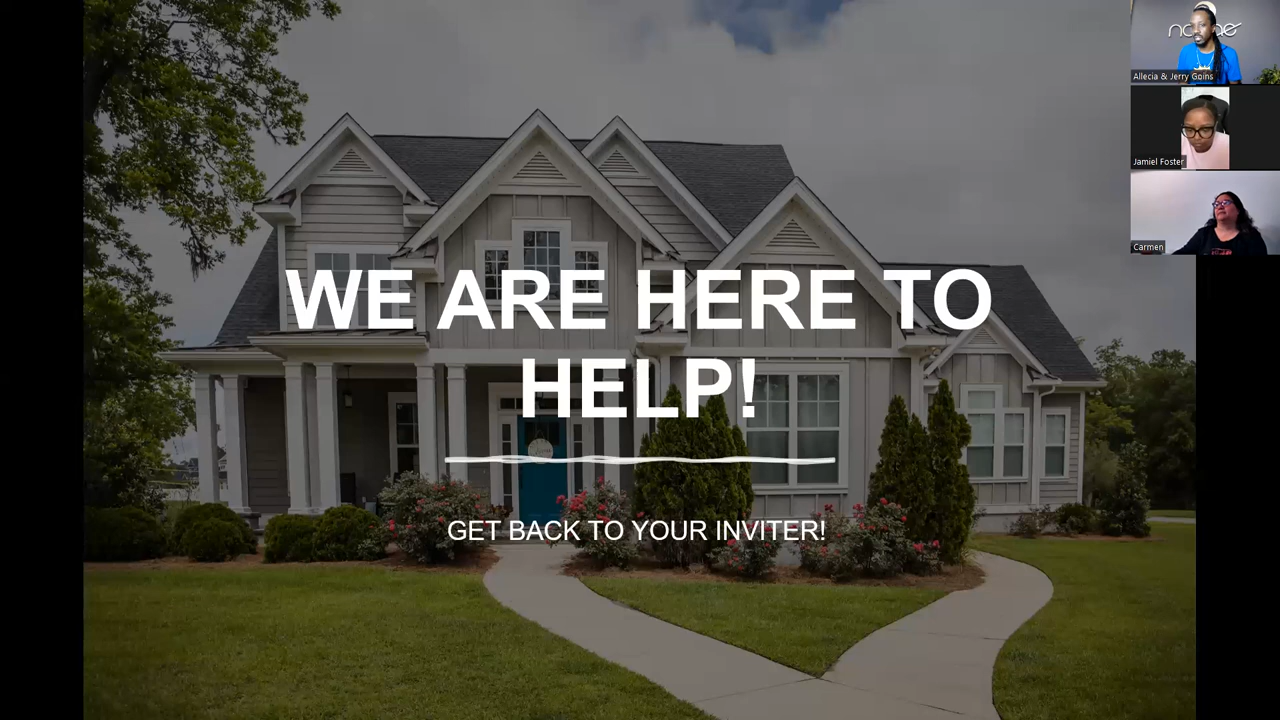 WE ARE HERE TO
HELP!
GET BACK TO YOUR INVITER!
Allecia & Jerry Goins
Jamiel Foster
Carmen